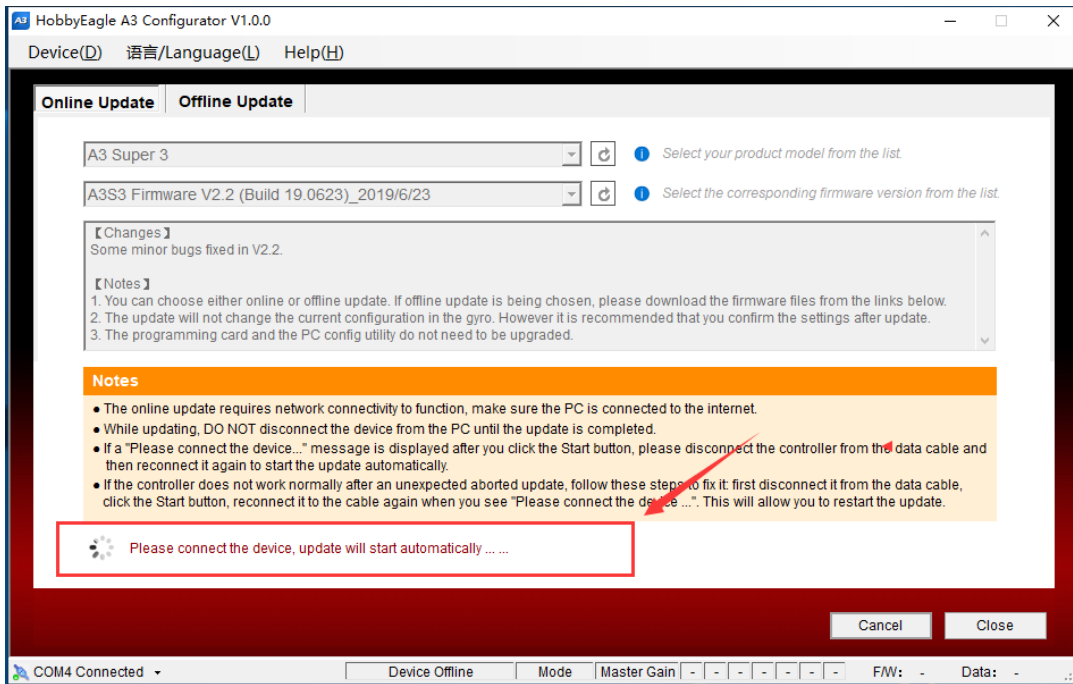 A3 HobbyEagle A3 Configurator V1.0.0
Device(D) 语言/Language(L) Help(H)
Online Update Offline Update
A3 Super 3
Select your product model from the list.
A3S3 Firmware V2.2 (Build 19.0623)_2019/6/23
Select the corresponding firmware version from the list.
【Changes】
Some minor bugs fixed in V2.2.
【Notes】
1. You can choose either online or offline update. If offline update is being chosen, please download the firmware files from the links below.
2. The update will not change the current configuration in the gyro. However it is recommended that you confirm the settings after update.
3. The programming card and the PC config utility do not need to be upgraded.
Notes
● The online update requires network connectivity to function, make sure the PC is connected to the internet.
● While updating, DO NOT disconnect the device from the PC until the update is completed.
● If a "Please connect the device..." message is displayed after you click the Start button, please disconnect the controller from the data cable and
then reconnect it again to start the update automatically.
● If the controller does not work normally after an unexpected aborted update, follow these steps to fix it: first disconnect it from the data cable,
click the Start button, reconnect it to the cable again when you see "Please connect the device ...". This will allow you to restart the update.
Please connect the device, update will start automatically ... ...
Cancel Close
COM4 Connected Device Offline Mode Master Gain - - - - - - - F/W: - Data: -